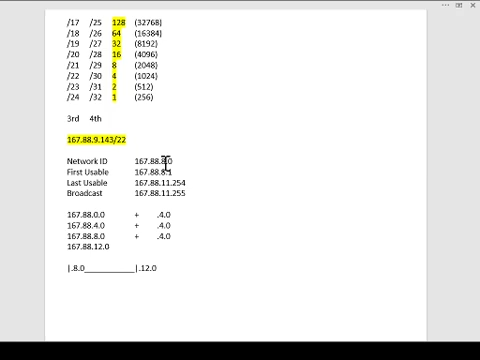 /17 /25 128 (32768)
/18 /26 64 (16384)
/19 /27 32 (8192)
/20 /28 16 (4096)
/21 /29 8 (2048)
/22 /30 4 (1024)
/23 /31 2 (512)
/24 /32 1 (256)
3rd 4th
167.88.9.143/22
Network ID 167.88.8.0
First Usable 167.88.8.1
Last Usable 167.88.11.254
Broadcast 167.88.11.255
167.88.0.0 + .4.0
167.88.4.0 + .4.0
167.88.8.0 + .4.0
167.88.12.0
|.8.0____________|.12.0